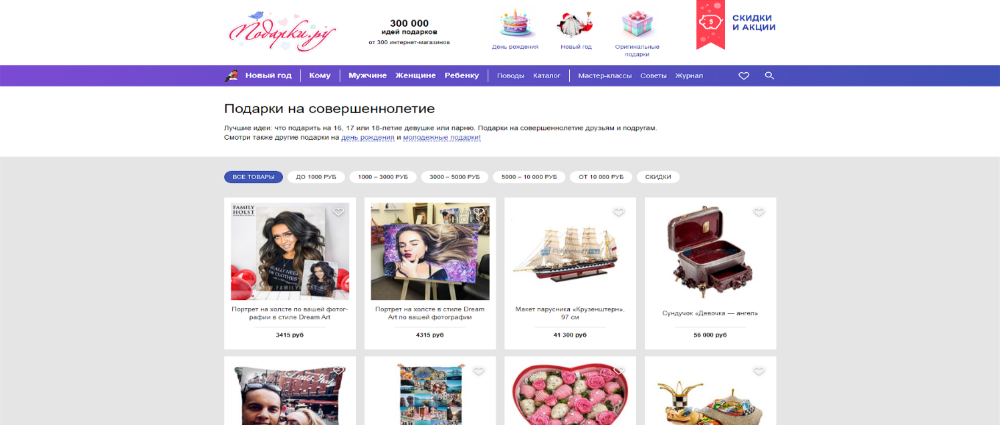 Подарки.ру
300 000
идей подарков
от 300 интернет-магазинов
День рождения
Новый год
Оригинальные
подарки
СКИДКИ
И АКЦИИ
Новый год Кому Мужчине Женщине Ребенку Поводы Каталог Мастер-классы Советы Журнал
Подарки на совершеннолетие
Лучшие идеи: что подарить на 16, 17 или 18-летие девушке или парню. Подарки на совершеннолетие друзьям и подругам.
Смотри также другие подарки на день рождения и молодежные подарки!
ВСЕ ТОВАРЫ ДО 1000 РУБ 1000 – 3000 РУБ 3000 – 5000 РУБ 5000 – 10 000 РУБ ОТ 10 000 РУБ СКИДКИ
FAMILY
HOLST
FAMILY
HOLST
Портрет на холсте по вашей фотог-
рафии в стиле Dream Art
3415 руб
Портрет на холсте в стиле Dream
Art по вашей фотографии
4315 руб
Макет парусника «Крузенштерн»,
97 см
41 300 руб
Сундучок «Девочка — ангел»
56 000 руб